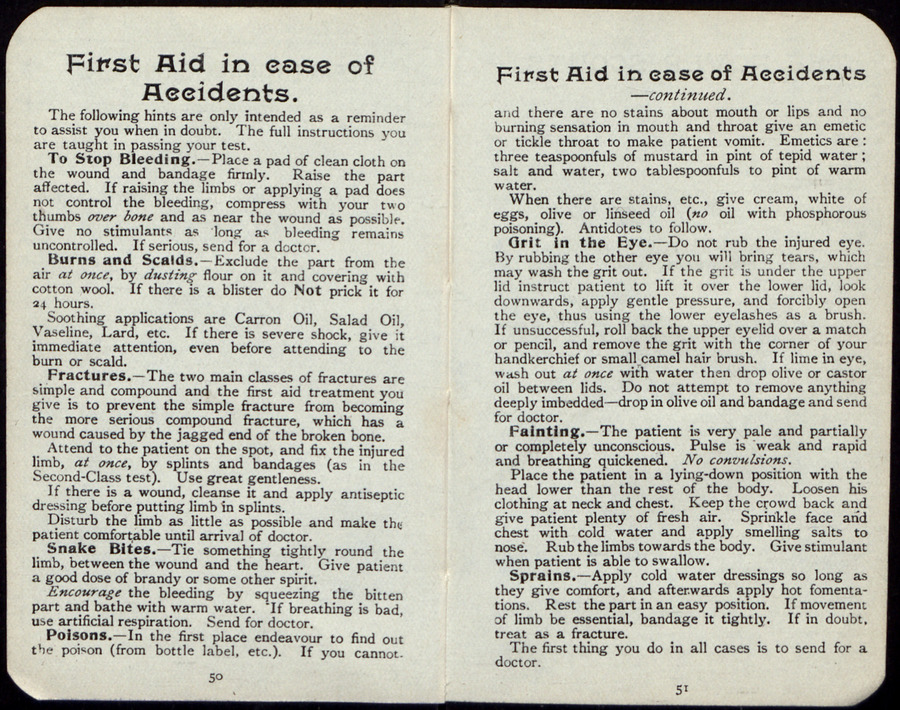 First Aid in case of
Accidents.
The following hints are only intended as a reminder
to assist you when in doubt. The full instructions you
are taught in passing your test.
To Stop Bleeding.—Place a pad of clean cloth on
the wound and bandage firmly. Raise the part
affected. If raising the limbs or applying a pad does
not control the bleeding, compress with your two
thumbs over bone and as near the wound as possible.
Give no stimulants as long as bleeding remains
uncontrolled. If serious, send for a doctor.
Burns and Scalds.—Exclude the part from the
air at once, by dusting flour on it and covering with
cotton wool. If there is a blister do Not prick it for
24 hours.
Soothing applications are Carron Oil, Salad Oil,
Vaseline, Lard, etc. If there is severe shock, give it
immediate attention, even before attending to the
burn or scald.
Fractures.—The two main classes of fractures are
simple and compound and the first aid treatment you
give is to prevent the simple fracture from becoming
the more serious compound fracture, which has a
wound caused by the jagged end of the broken bone.
Attend to the patient on the spot, and fix the injured
limb, at once, by splints and bandages (as in the
Second-Class test). Use great gentleness.
If there is a wound, cleanse it and apply antiseptic
dressing before putting limb in splints.
Disturb the limb as little as possible and make the
patient comfortable until arrival of doctor.
Snake Bites.—Tie something tightly round the
limb, between the wound and the heart. Give patient
a good dose of brandy or some other spirit.
Encourage the bleeding by squeezing the bitten
part and bathe with warm water. If breathing is bad,
use artificial respiration. Send for doctor.
Poisons.—In the first place endeavour to find out
the poison (from bottle label, etc.). If you cannot.
50
First Aid in case of Accidents
—continued.
and there are no stains about mouth or lips and no
burning sensation in mouth and throat give an emetic
or tickle throat to make patient vomit. Emetics are :
three teaspoonfuls of mustard in pint of tepid water ;
salt and water, two tablespoonfuls to pint of warm
water.
When there are stains, etc., give cream, white of
eggs, olive or linseed oil (no oil with phosphorous
poisoning). Antidotes to follow.
Grit in the Eye.—Do not rub the injured eye.
By rubbing the other eye you will bring tears, which
may wash the grit out. If the grit is under the upper
lid instruct patient to lift it over the lower lid, look
downwards, apply gentle pressure, and forcibly open
the eye, thus using the lower eyelashes as a brush.
If unsuccessful, roll back the upper eyelid over a match
or pencil, and remove the grit with the corner of your
handkerchief or small camel hair brush. If lime in eye,
wash out at once with water then drop olive or castor
oil between lids. Do not attempt to remove anything
deeply imbedded—drop in olive oil and bandage and send
for doctor.
Fainting.—The patient is very pale and partially
or completely unconscious. Pulse is weak and rapid
and breathing quickened. No convulsions.
Place the patient in a lying-down position with the
head lower than the rest of the body. Loosen his
clothing at neck and chest. Keep the crowd back and
give patient plenty of fresh air. Sprinkle face and
chest with cold water and apply smelling salts to
nose. Rub the limbs towards the body. Give stimulant
when patient is able to swallow.
Sprains.—Apply cold water dressings so long as
they give comfort, and afterwards apply hot fomenta-
tions. Rest the part in an easy position. If movement
of limb be essential, bandage it tightly. If in doubt,
treat as a fracture.
The first thing you do in all cases is to send for a
doctor.
51